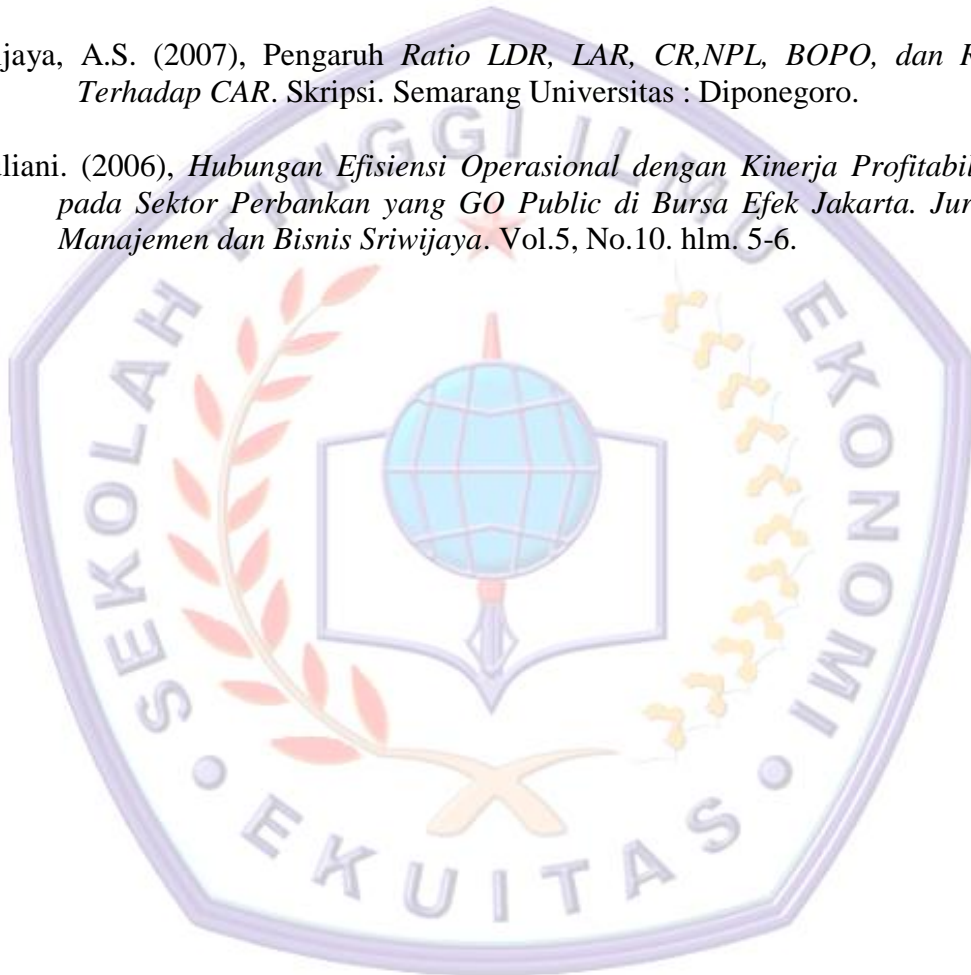 jaya, A.S. (2007), Pengaruh Ratio LDR, LAR, CR,NPL, BOPO, dan
Terhadap CAR. Skripsi. Semarang Universitas : Diponegoro.
liani. (2006), Hubungan Efisiensi Operasional dengan Kinerja Profitabil
pada Sektor Perbankan yang GO Public di Bursa Efek Jakarta. Jur
Manajemen dan Bisnis Sriwijaya. Vol.5, No.10. hlm. 5-6.
SEKOLAH TINGGI ILMU EKONOMI
• EKUITAS •